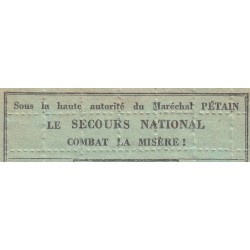 Sous la haute autorité du Maréchal PÉTAIN
LE SECOURS NATIONAL
COMBAT LA MISÈRE !